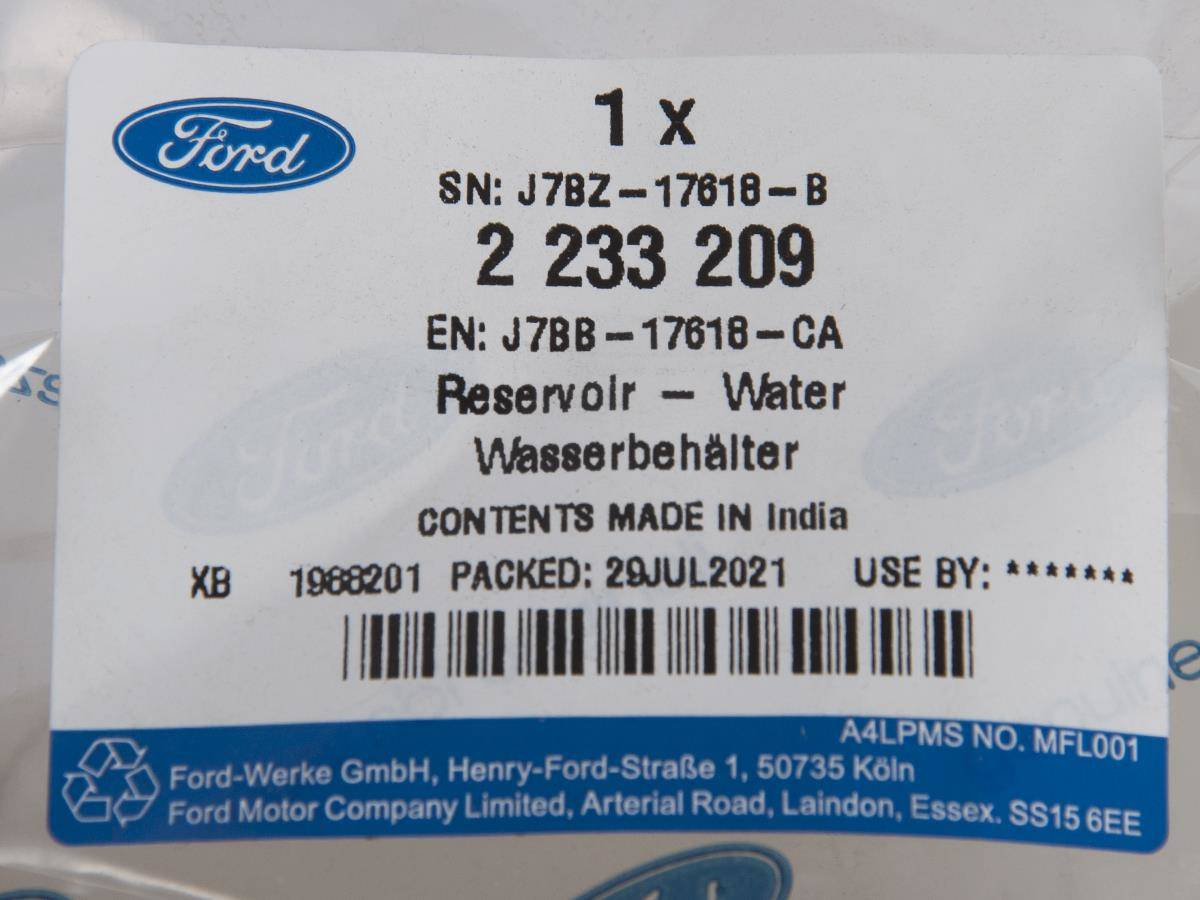 Ford
1 x
SN: J7BZ-17618-B
2 233 209
EN: J7BB-17618-CA
Reservoir - Water
Wasserbehälter
CONTENTS MADE IN India
XB 1988201 PACKED: 29JUL2021 USE BY: *******
A4LPMS NO. MFL001
Ford-Werke GmbH, Henry-Ford-Straße 1, 50735 Köln
Ford Motor Company Limited, Arterial Road, Laindon, Essex. SS15 6EE